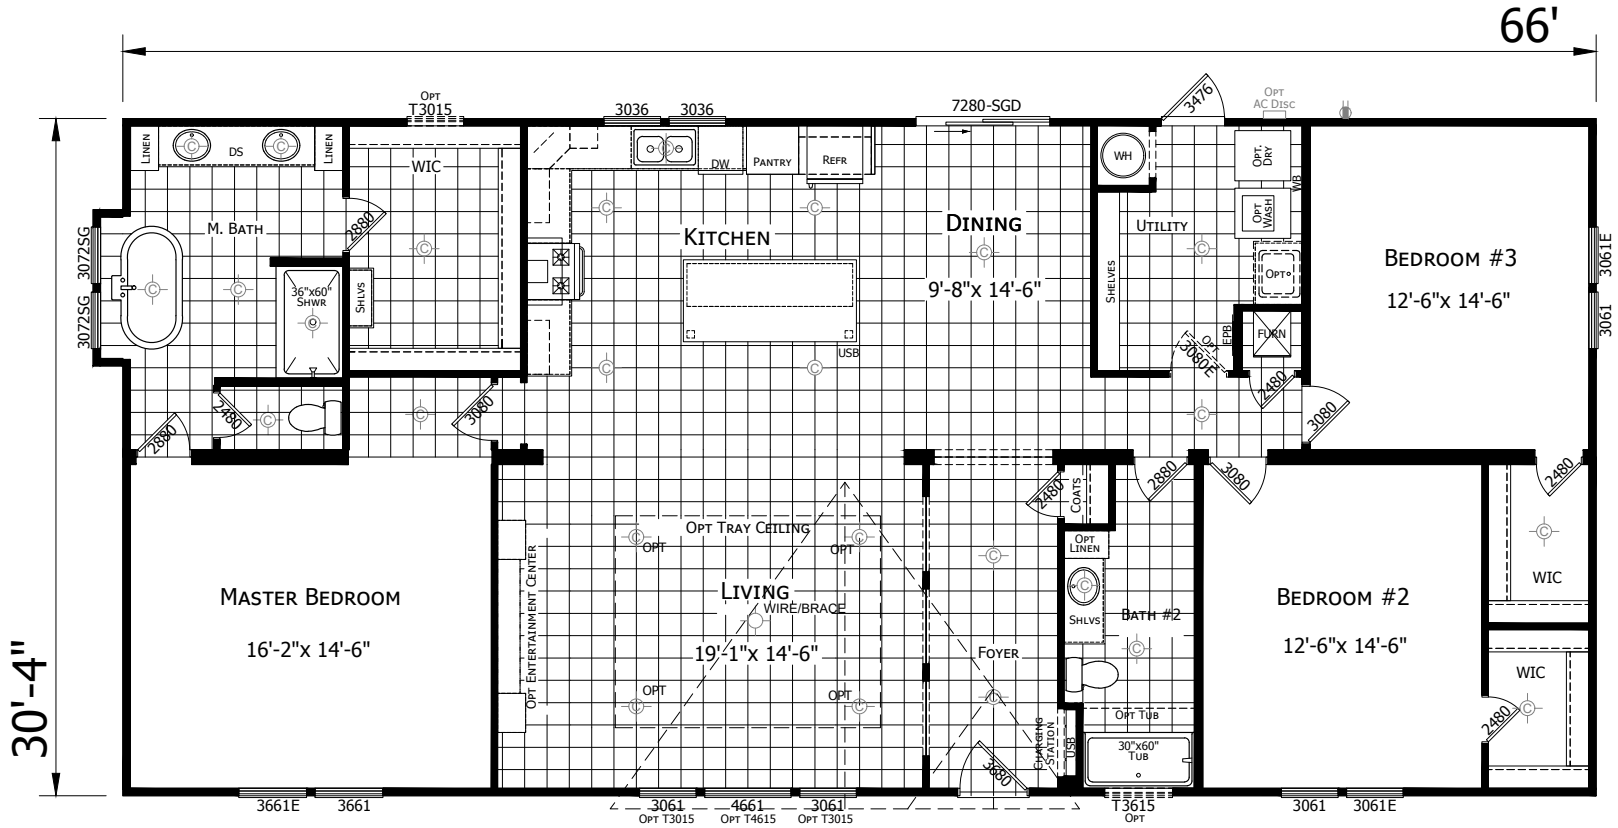 66'
30'-4"
OPT
T3015
3036
3036
7280-SGD
3476
OPT
AC DISC
LINEN
DS
LINEN
WIC
DW
PANTRY
REFR
WH
OPT. DRY
WB
OPT WASH
M. BATH
2880
KITCHEN
DINING
9'-8"x 14'-6"
UTILITY
SHELVES
OPT
BEDROOM #3
12'-6"x 14'-6"
3061E
3061
3072SG
3072SG
36"x60"
SHWR
SHLVS
USB
OPT
3080E
EPB
FURN
2480
3080
2880
2480
3080
C
2480
COATS
2880
3080
2480
OPT TRAY CEILING
OPT
OPT
OPT
LINEN
OPT ENTERTAINMENT CENTER
MASTER BEDROOM
16'-2"x 14'-6"
LIVING
WIRE/BRACE
19'-1"x 14'-6"
FOYER
SHLVS
BATH #2
BEDROOM #2
12'-6"x 14'-6"
WIC
WIC
2480
OPT
OPT
CHARGING
STATION
USB
OPT TUB
30"x60"
TUB
3680
3661E
3661
3061
OPT T3015
4661
OPT T4615
3061
OPT T3015
T3615
OPT
3061
3061E